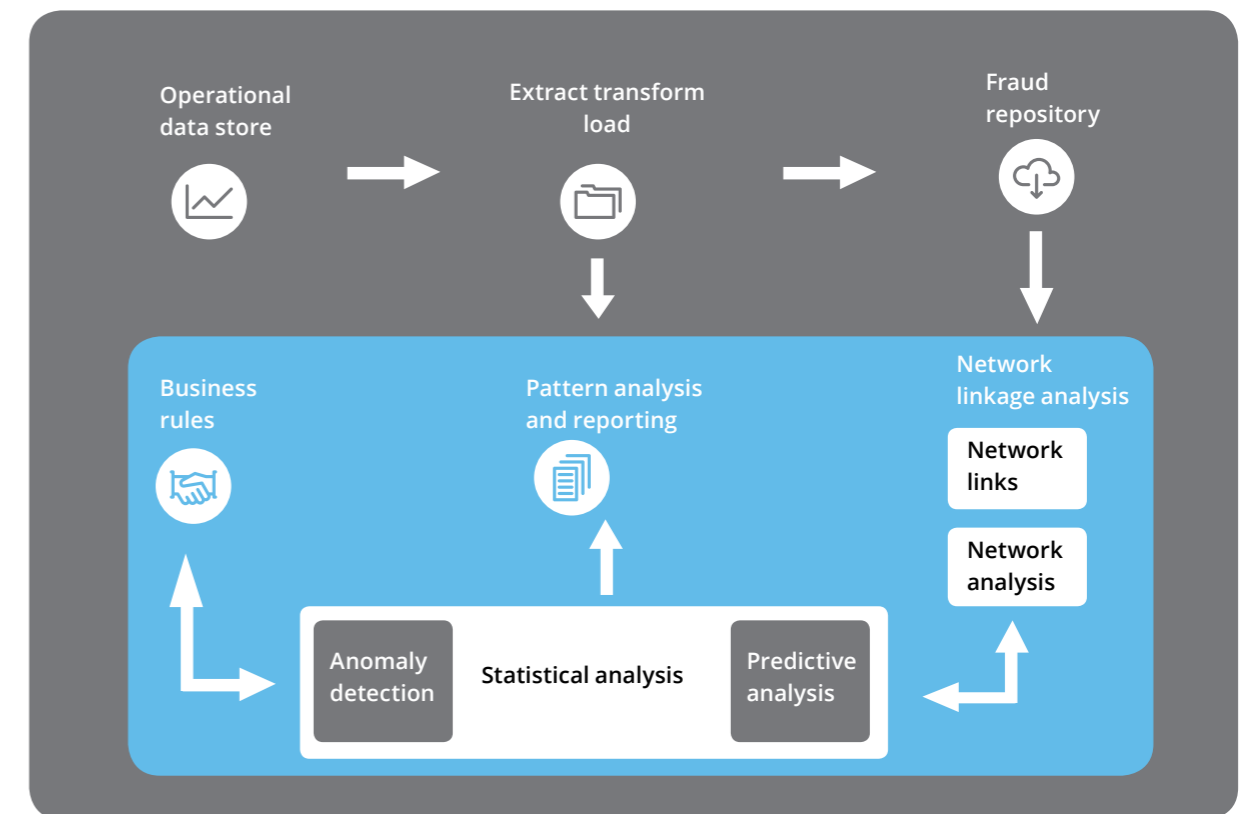 Operational
data store
Extract transform
load
Fraud
repository
Business
rules
Pattern analysis
and reporting
Network
linkage analysis
Network
links
Network
analysis
Anomaly
detection
Statistical analysis
Predictive
analysis